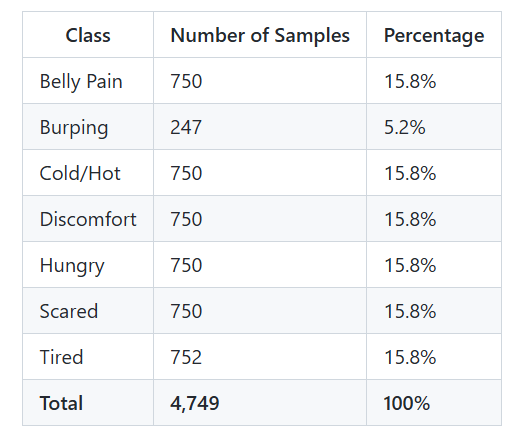 Class Number of Samples Percentage
Belly Pain 750 15.8%
Burping 247 5.2%
Cold/Hot 750 15.8%
Discomfort 750 15.8%
Hungry 750 15.8%
Scared 750 15.8%
Tired 752 15.8%
Total 4,749 100%